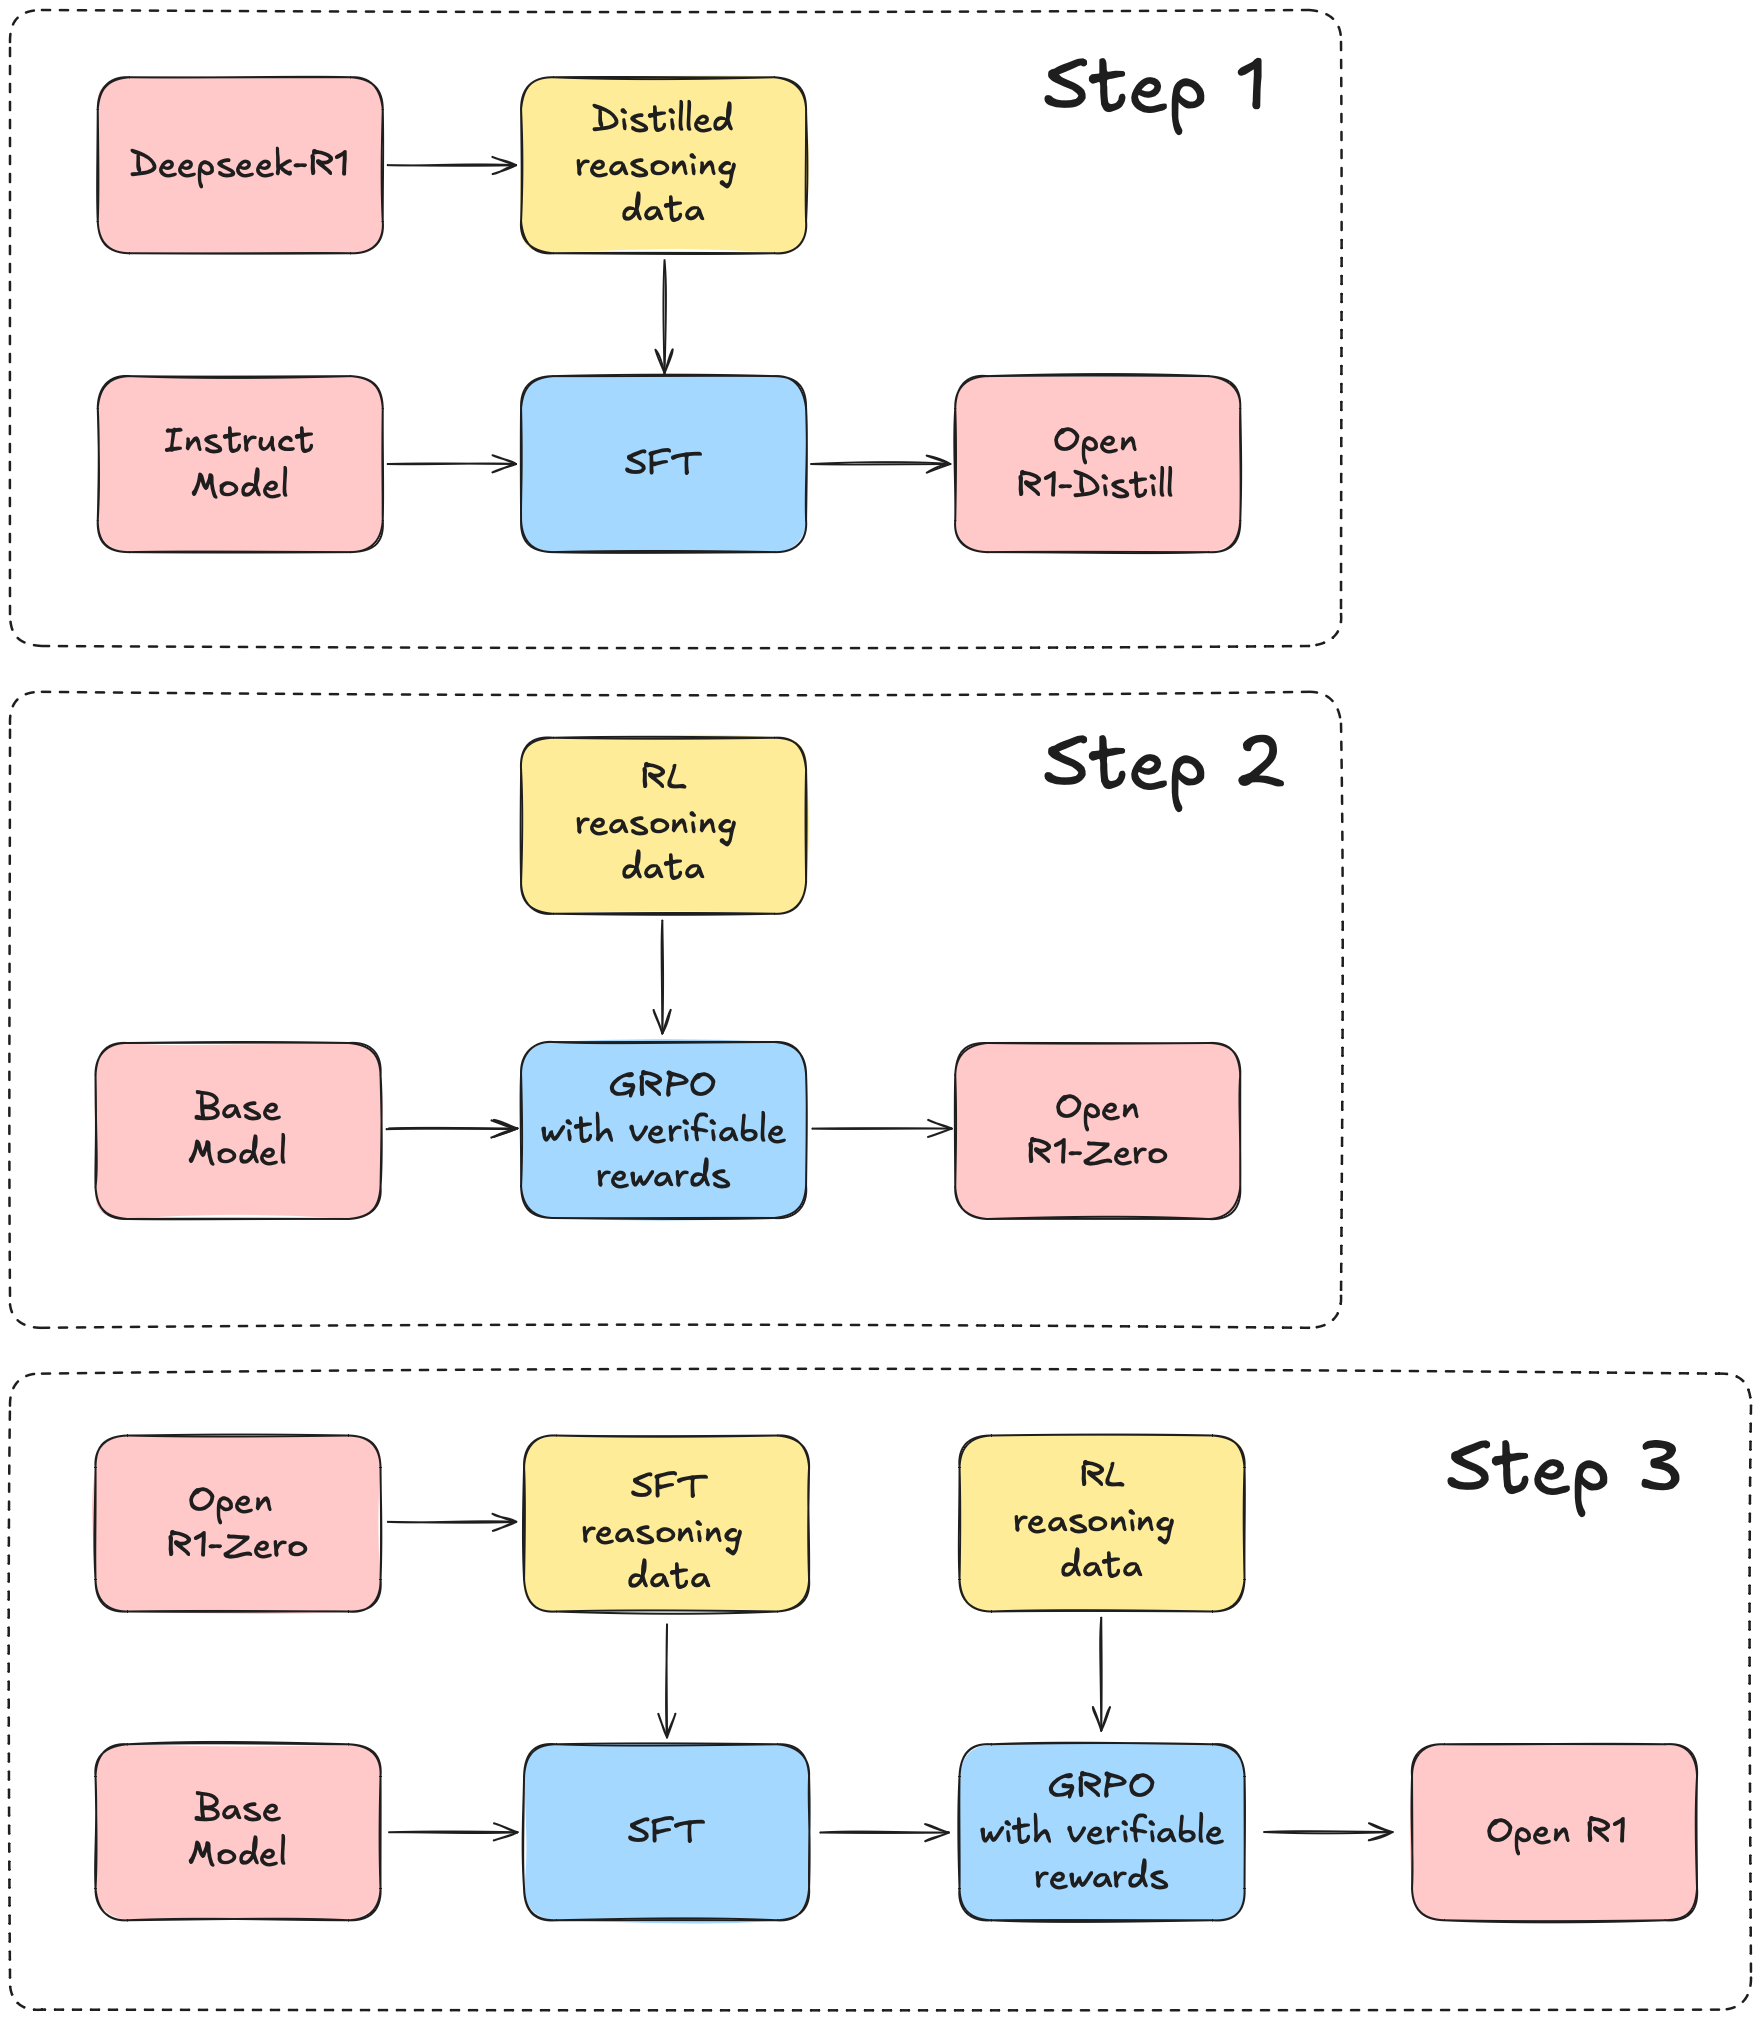 Step 1
Deepseek-R1
Distilled
reasoning
data
Instruct
Model
SFT
Open
R1-Distill
Step 2
RL
reasoning
data
Base
Model
GRPO
with verifiable
rewards
Open
R1-Zero
Step 3
Open
R1-Zero
SFT
reasoning
data
RL
reasoning
data
Base
Model
SFT
GRPO
with verifiable
rewards
Open R1